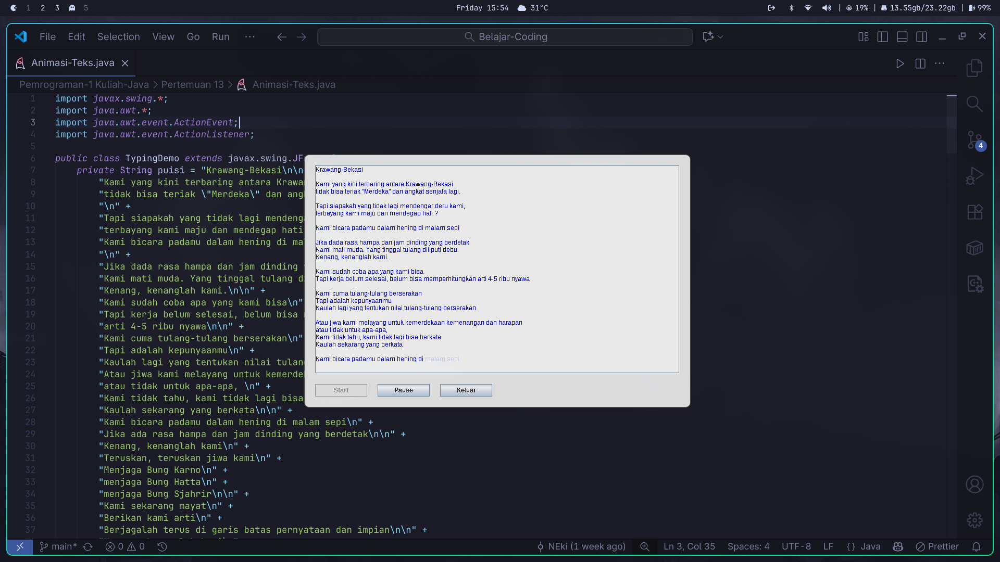 1 2 3 5
Friday 15:54 31°C
19% | 13.55gb/23.22gb | 99%
File Edit Selection View Go Run ···
Belajar-Coding
Animasi-Teks.java
Pemrograman-1 Kuliah-Java > Pertemuan 13 > Animasi-Teks.java
1 import javax.swing.*;
2 import java.awt.*;
3 import java.awt.event.ActionEvent;
4 import java.awt.event.ActionListener;
5
6 public class TypingDemo extends javax.swing.JF
7 private String puisi = "Krawang-Bekasi\n\n
8 "Kami yang kini terbaring antara Krawa
9 "tidak bisa teriak \"Merdeka\" dan ang
10 "\n" +
11 "Tapi siapakah yang tidak lagi mendenga
12 "terbayang kami maju dan mendegap hati
13 "Kami bicara padamu dalam hening di ma
14 "\n" +
15 "Jika dada rasa hampa dan jam dinding
16 "Kami mati muda. Yang tinggal tulang d
17 "Kenang, kenanglah kami.\n\n" +
18 "Kami sudah coba apa yang kami bisa\n"
19 "Tapi kerja belum selesai, belum bisa
20 "arti 4-5 ribu nyawa\n\n" +
21 "Kami cuma tulang-tulang berserakan\n"
22 "Tapi adalah kepunyaanmu\n" +
23 "Kaulah lagi yang tentukan nilai tulan
24 "Atau jiwa kami melayang untuk kemerde
25 "atau tidak untuk apa-apa, \n" +
26 "Kami tidak tahu, kami tidak lagi bisa
27 "Kaulah sekarang yang berkata\n\n" +
28 "Kami bicara padamu dalam hening di malam sepi\n" +
29 "Jika ada rasa hampa dan jam dinding yang berdetak\n\n" +
30 "Kenang, kenanglah kami\n" +
31 "Teruskan, teruskan jiwa kami\n" +
32 "Menjaga Bung Karno\n" +
33 "menjaga Bung Hatta\n" +
34 "menjaga Bung Sjahrir\n\n" +
35 "Kami sekarang mayat\n" +
36 "Berikan kami arti\n" +
37 "Berjagalah terus di garis batas pernyataan dan impian\n\n" +
Krawang-Bekasi
Kami yang kini terbaring antara Krawang-Bekasi
tidak bisa teriak "Merdeka" dan angkat senjata lagi.
Tapi siapakah yang tidak lagi mendengar deru kami,
terbayang kami maju dan mendegap hati ?
Kami bicara padamu dalam hening di malam sepi
Jika dada rasa hampa dan jam dinding yang berdetak
Kami mati muda. Yang tinggal tulang diliputi debu.
Kenang, kenanglah kami.
Kami sudah coba apa yang kami bisa
Tapi kerja belum selesai, belum bisa memperhitungkan arti 4-5 ribu nyawa
Kami cuma tulang-tulang berserakan
Tapi adalah kepunyaanmu
Kaulah lagi yang tentukan nilai tulang-tulang berserakan
Atau jiwa kami melayang untuk kemerdekaan kemenangan dan harapan
atau tidak untuk apa-apa,
Kami tidak tahu, kami tidak lagi bisa berkata
Kaulah sekarang yang berkata
Kami bicara padamu dalam hening di malam sepi
Start Pause Keluar
4
main* 0 0
NEki (1 week ago) Ln 3, Col 35 Spaces: 4 UTF-8 LF {} Java Prettier